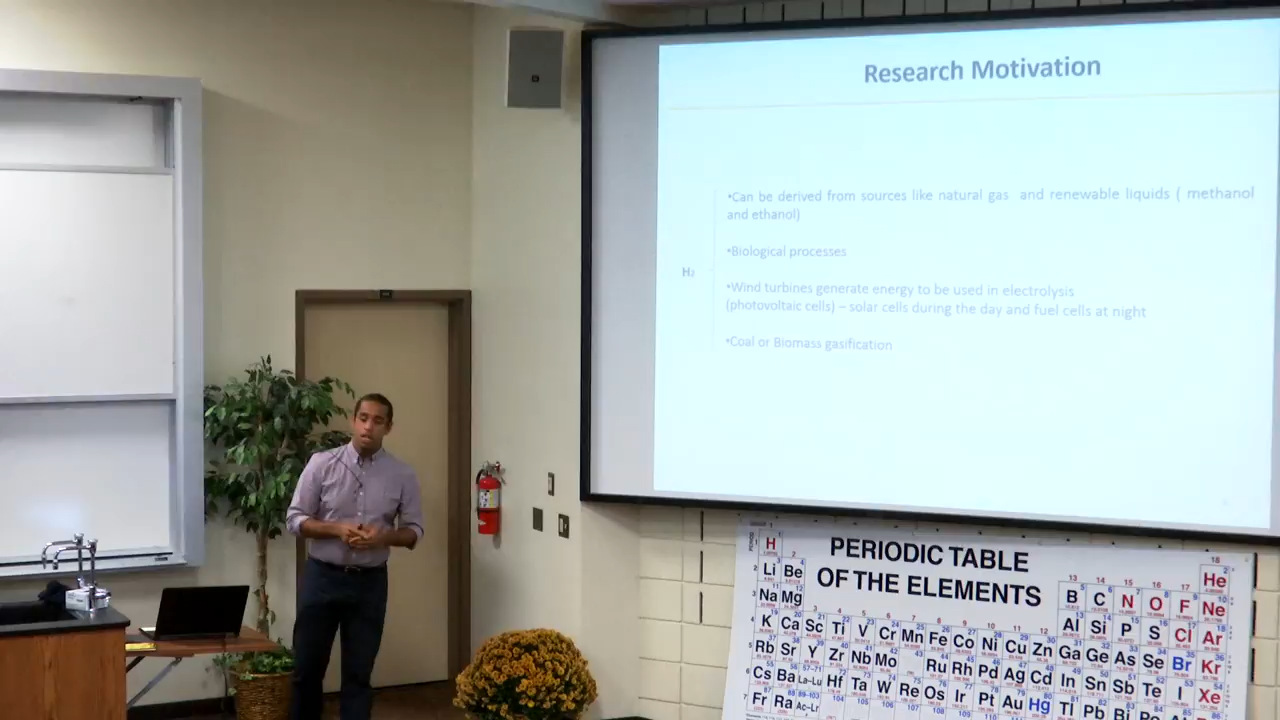 Research Motivation
•Can be derived from sources like natural gas and renewable liquids ( methanol
and ethanol)
•Biological processes
H2
•Wind turbines generate energy to be used in electrolysis
(photovoltaic cells) – solar cells during the day and fuel cells at night
•Coal or Biomass gasification
PERIODIC TABLE
OF THE ELEMENTS
H He
Li Be B C N O F Ne
Na Mg Al Si P S Cl Ar
K Ca Sc Ti V Cr Mn Fe Co Ni Cu Zn Ga Ge As Se Br Kr
Rb Sr Y Zr Nb Mo Ru Rh Pd Ag Cd In Sn Sb Te I Xe
Cs Ba La–Lu Hf Ta W Re Os Ir Pt Au Hg Tl Pb Bi
Fr Ra Ac–Lr